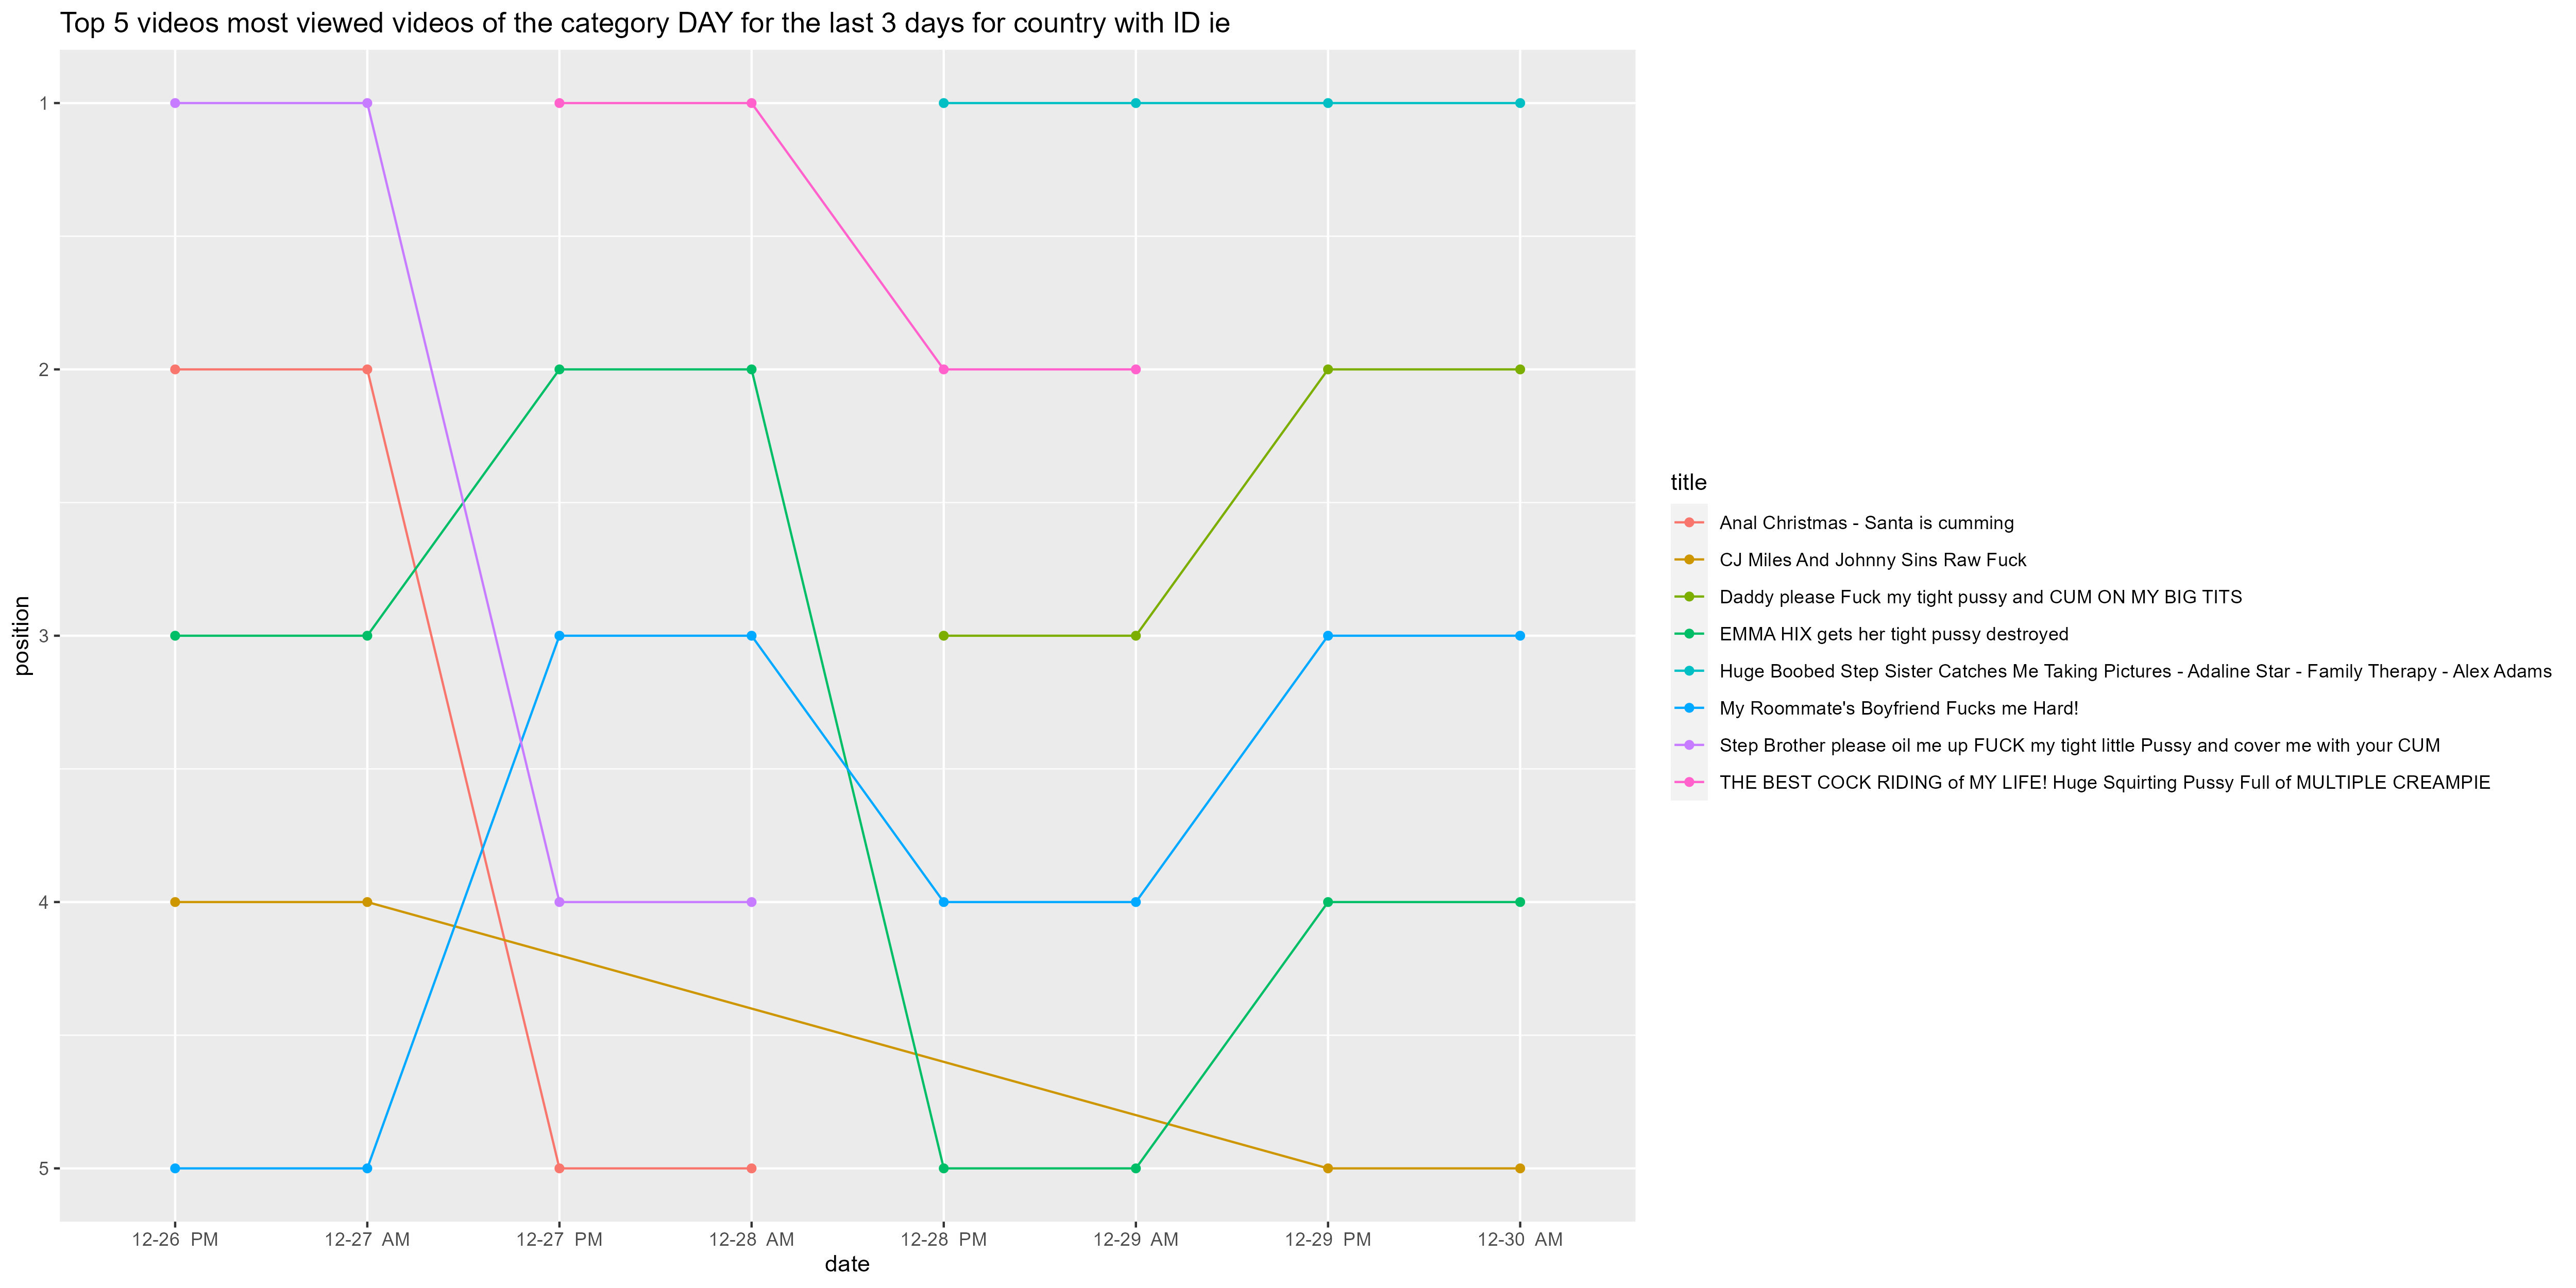 Top 5 videos most viewed videos of the category DAY for the last 3 days for country with ID ie
position
1
2
3
4
5
12-26 PM
12-27 AM
12-27 PM
12-28 AM
12-28 PM
12-29 AM
12-29 PM
12-30 AM
date
title
Anal Christmas - Santa is cumming
CJ Miles And Johnny Sins Raw Fuck
Daddy please Fuck my tight pussy and CUM ON MY BIG TITS
EMMA HIX gets her tight pussy destroyed
Huge Boobed Step Sister Catches Me Taking Pictures - Adaline Star - Family Therapy - Alex Adams
My Roommate's Boyfriend Fucks me Hard!
Step Brother please oil me up FUCK my tight little Pussy and cover me with your CUM
THE BEST COCK RIDING of MY LIFE! Huge Squirting Pussy Full of MULTIPLE CREAMPIE